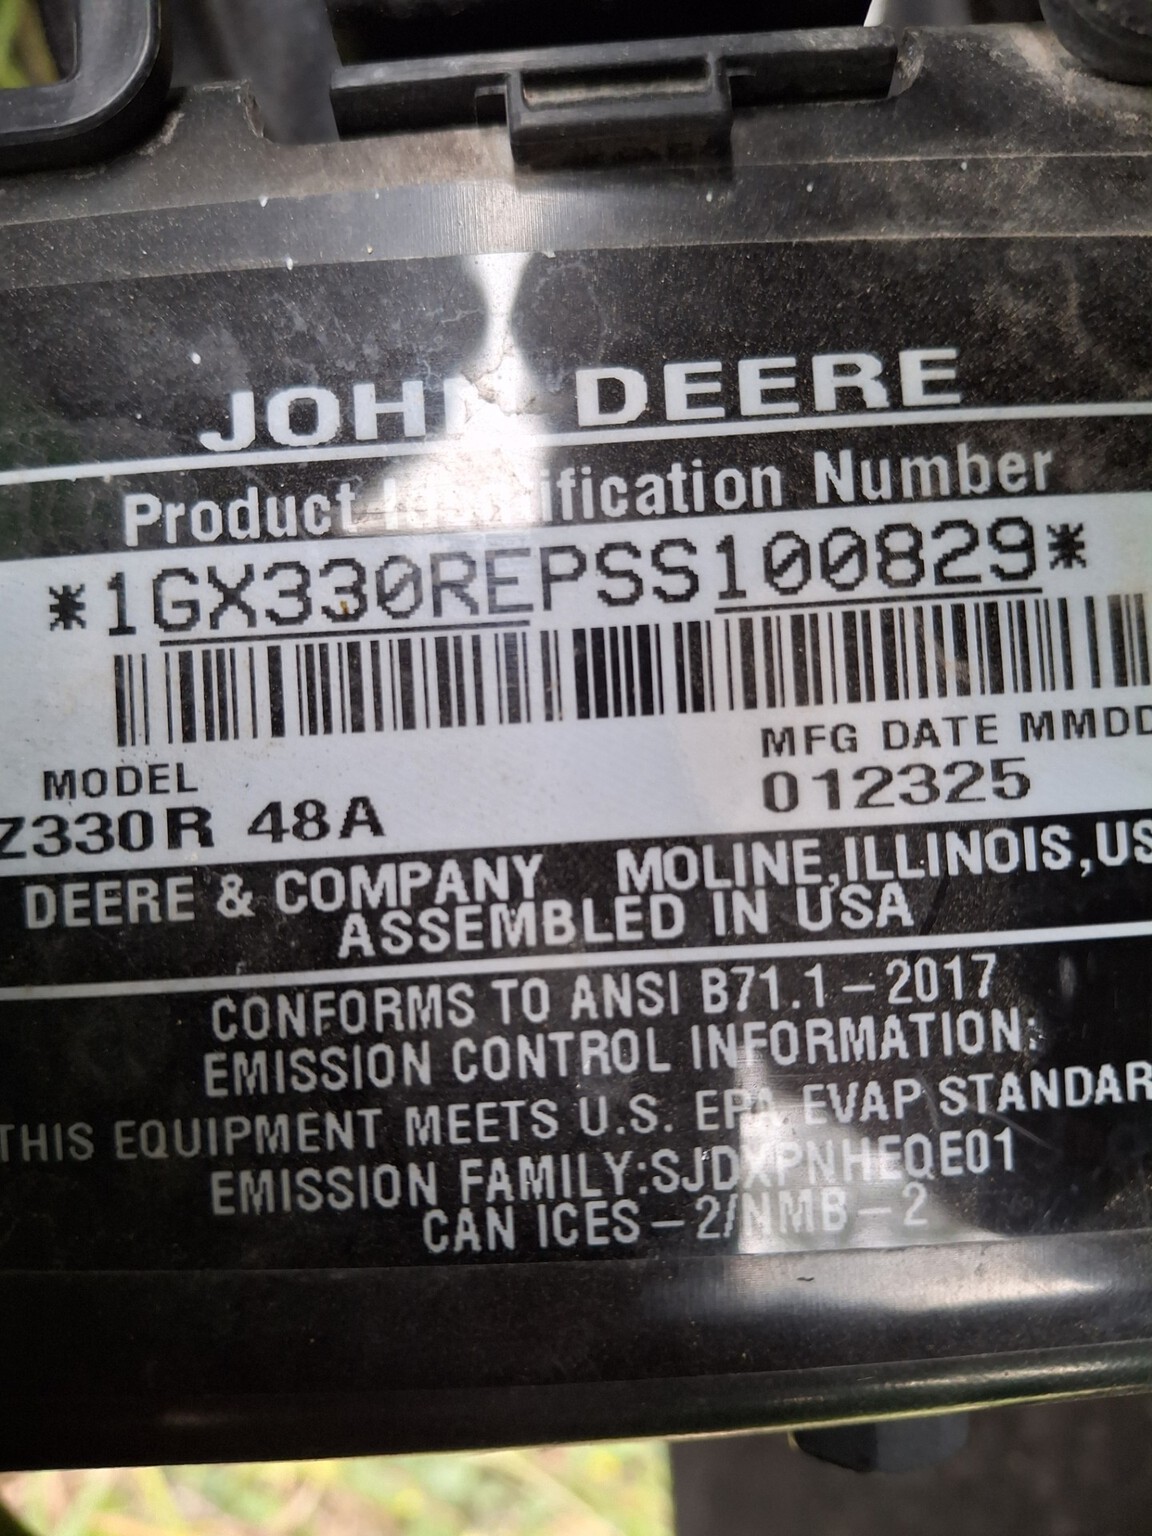 JOHN DEERE
Product Identification Number
*1GX330REPSS100829*
MFG DATE MMDD
MODEL
012325
Z330R 48A
DEERE & COMPANY MOLINE, ILLINOIS, US
ASSEMBLED IN USA
CONFORMS TO ANSI B71.1-2017
EMISSION CONTROL INFORMATION:
THIS EQUIPMENT MEETS U.S. EPA EVAP STANDAR
EMISSION FAMILY:SJDXPNHEQE01
CAN ICES-2/NMB-2